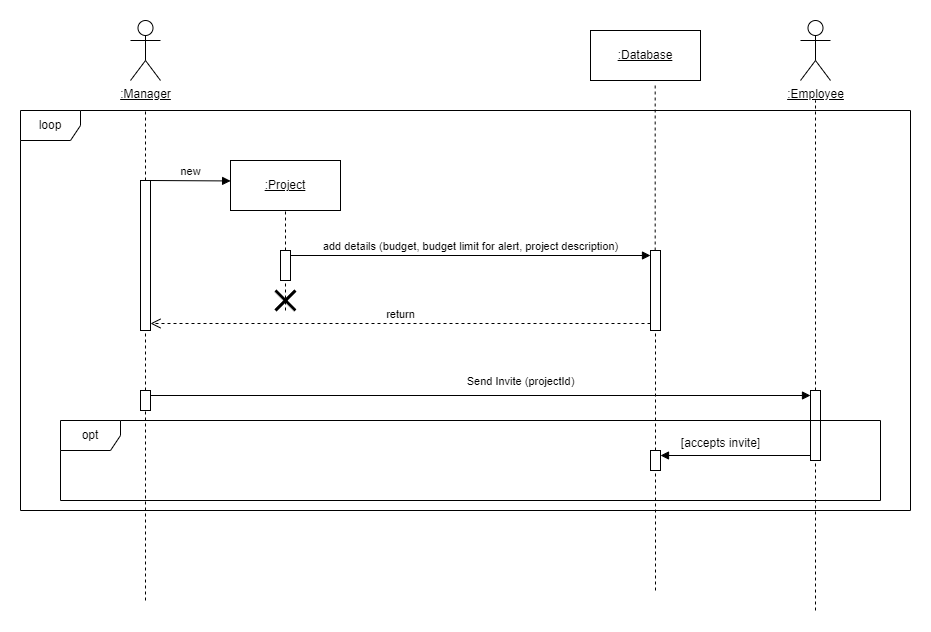 :Database
:Manager
:Employee
loop
new
:Project
add details (budget, budget limit for alert, project description)
return
Send Invite (projectId)
opt
[accepts invite]